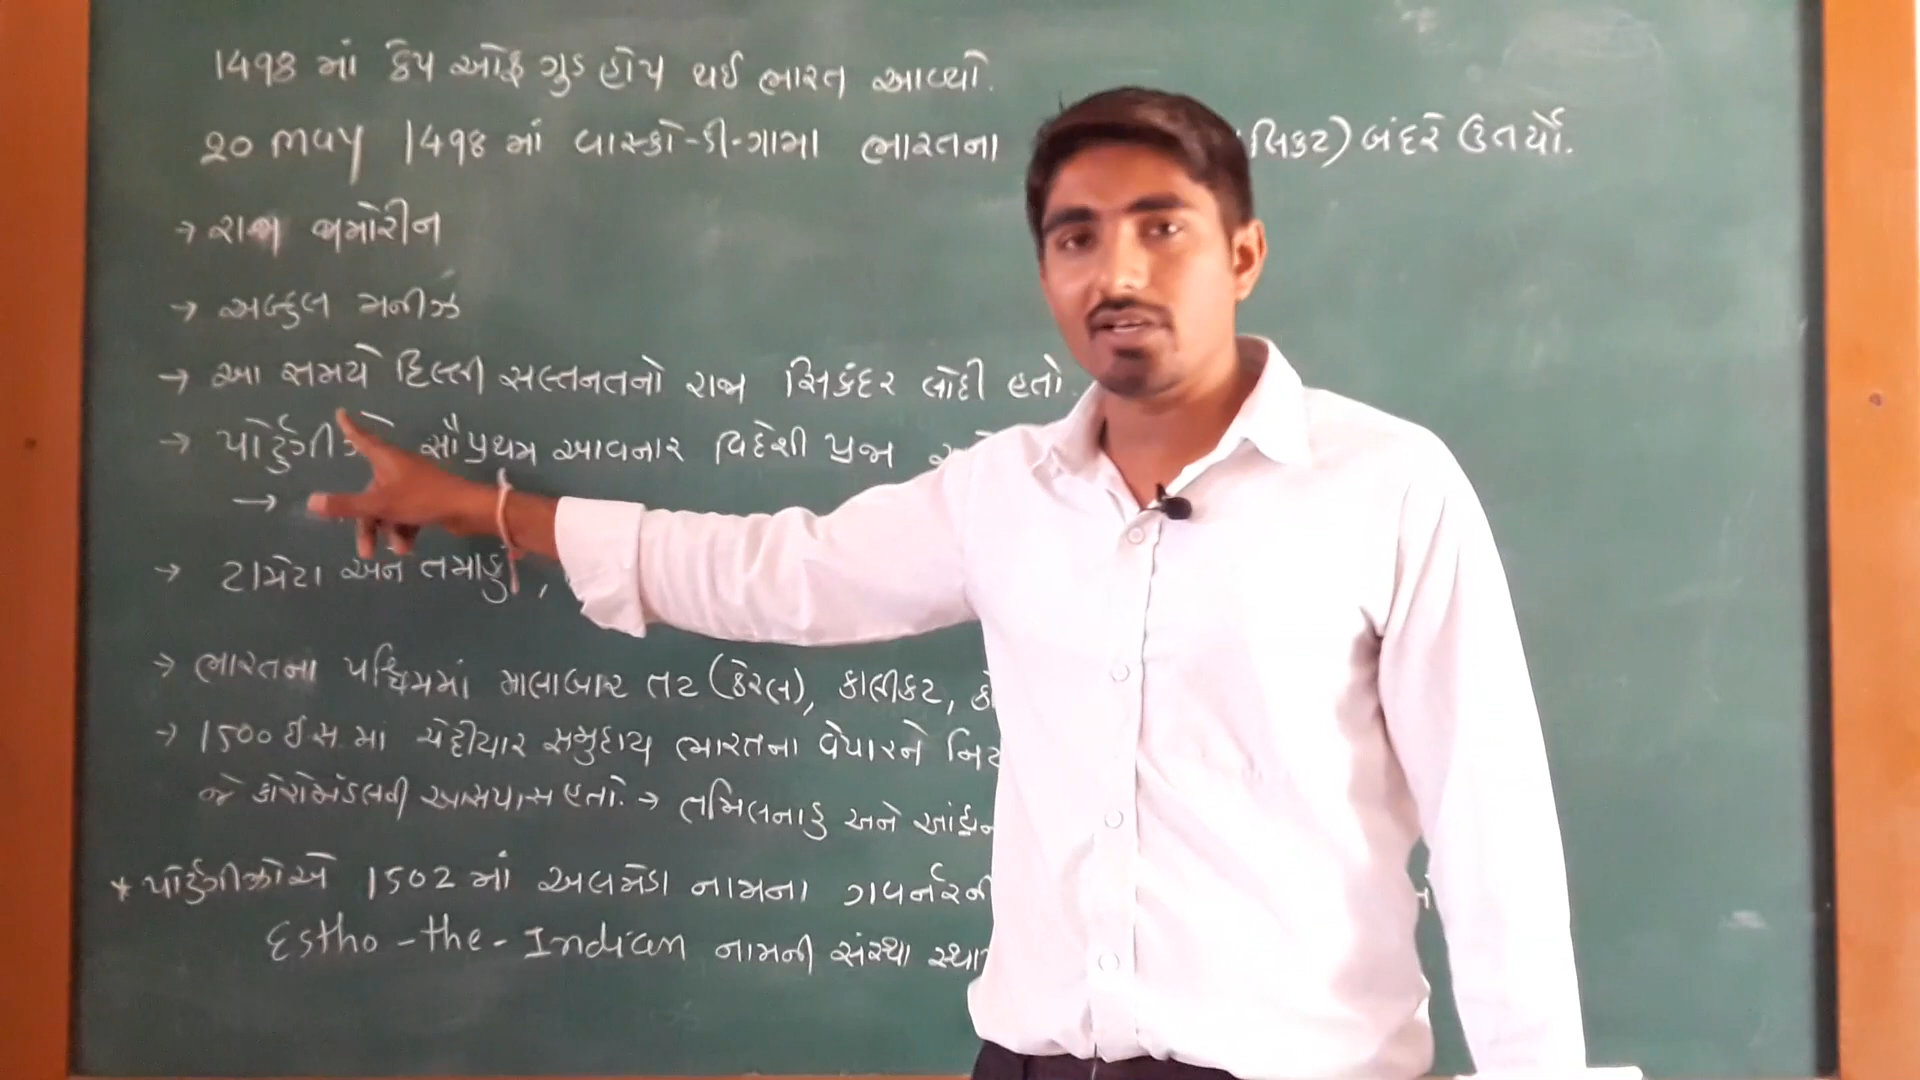 1498 માં કેપ ઓફ ગુડ હોપ થઈ ભારત આવ્યો.
20 may 1498 માં વાસ્કો-ડી-ગામા ભારતના લિકટ) બંદરે ઉતર્યો.
→ રાજા જામોરીન
→ અબ્દુલ મનીઝ
→ આ સમયે દિલ્લી સલ્તનતનો રાજા સિકંદર લોદી હતો.
→ પોર્ટુગીઝો સૌપ્રથમ આવનાર વિદેશી પ્રજા
→
→ ટામેટા અને તમાકુ,
→ ભારતના પશ્ચિમમાં માલાબાર તટ (કેરલ), કાલીકટ,
→ 1500 ઈ.સ. માં ચેટ્ટીયાર સમુદાય ભારતના વેપારને
જે કોરોમંડલની આસપાસ હતો. → તમિલનાડુ અને
* પોર્ટુગીઝોએ 1502 માં અલમેડા નામના ગવર્નરની
Estho-the-Indian નામની સંસ્થા